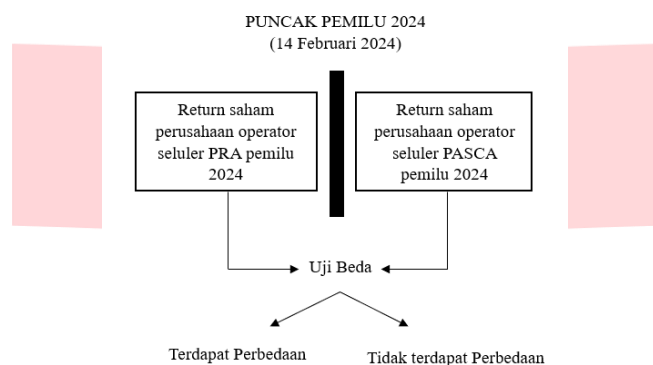 PUNCAK PEMILU 2024
(14 Februari 2024)
Return saham
perusahaan operator
seluler PRA pemilu
2024
Return saham
perusahaan operator
seluler PASCA
pemilu 2024
Uji Beda
Terdapat Perbedaan
Tidak terdapat Perbedaan